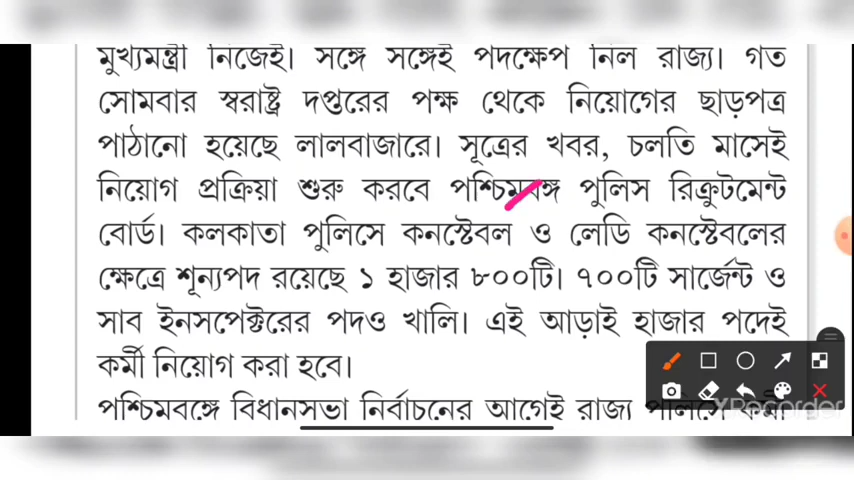 মুখ্যমন্ত্রী নিজেই। সঙ্গে সঙ্গেই পদক্ষেপ নিল রাজ্য। গত
সোমবার স্বরাষ্ট্র দপ্তরের পক্ষ থেকে নিয়োগের ছাড়পত্র
পাঠানো হয়েছে লালবাজারে। সূত্রের খবর, চলতি মাসেই
নিয়োগ প্রক্রিয়া শুরু করবে পশ্চিমবঙ্গ পুলিস রিক্রুটমেন্ট
বোর্ড। কলকাতা পুলিসে কনস্টেবল ও লেডি কনস্টেবলের
ক্ষেত্রে শূন্যপদ রয়েছে ১ হাজার ৮০০টি। ৭০০টি সার্জেন্ট ও
সাব ইনসপেক্টরের পদও খালি। এই আড়াই হাজার পদেই
কর্মী নিয়োগ করা হবে।
পশ্চিমবঙ্গে বিধানসভা নির্বাচনের আগেই রাজ্য পুলিসে কর্মী
XRecorder